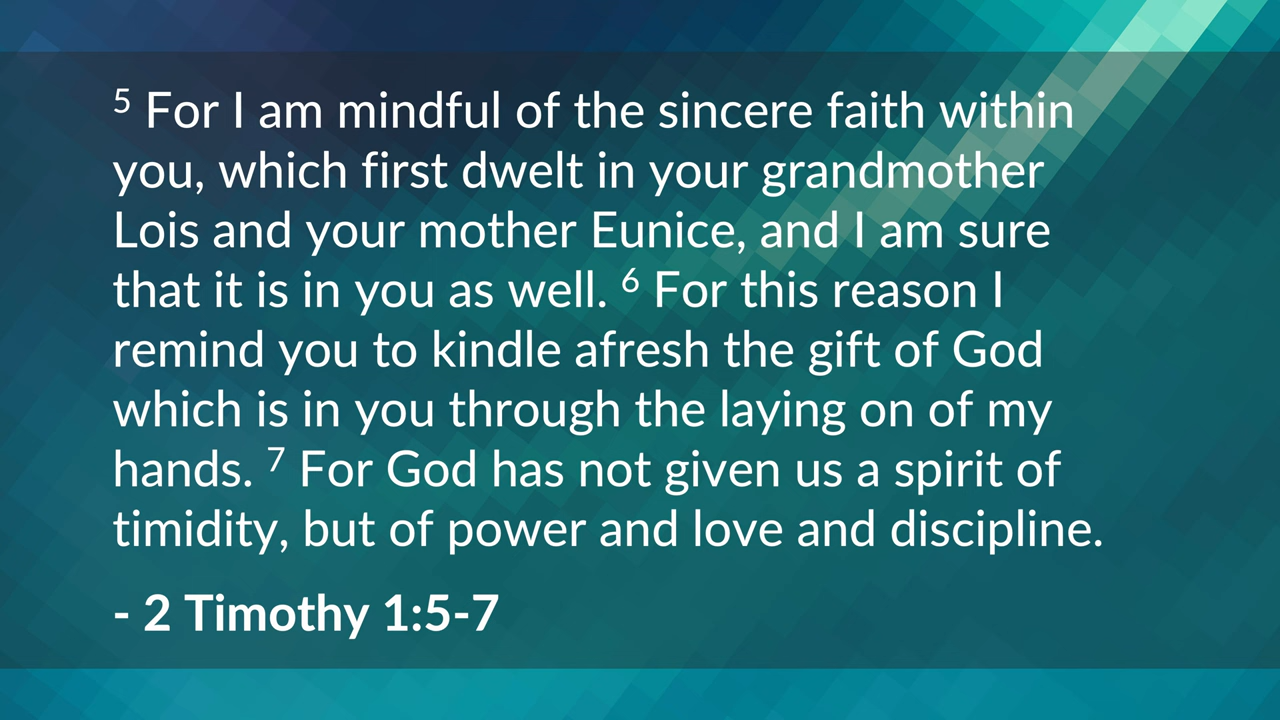 5 For I am mindful of the sincere faith within
you, which first dwelt in your grandmother
Lois and your mother Eunice, and I am sure
that it is in you as well. 6 For this reason I
remind you to kindle afresh the gift of God
which is in you through the laying on of my
hands. 7 For God has not given us a spirit of
timidity, but of power and love and discipline.
- 2 Timothy 1:5-7